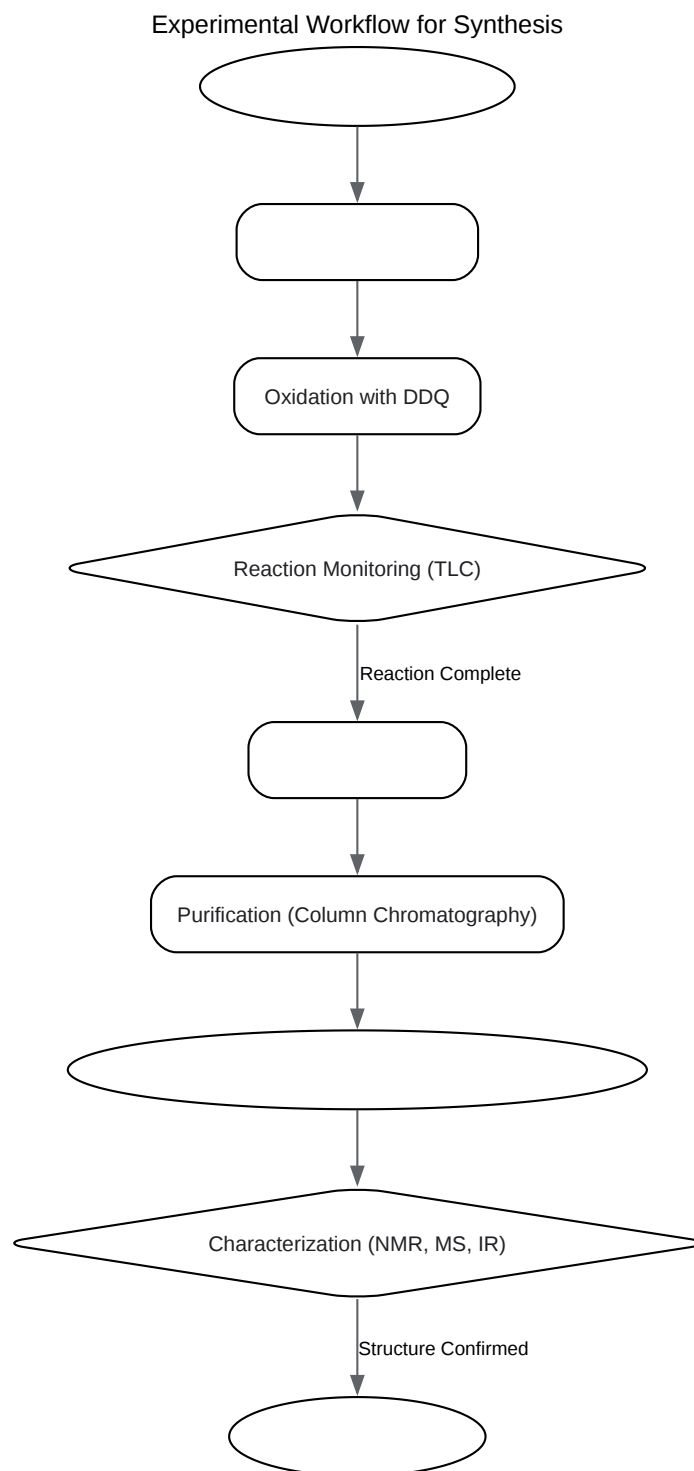 Experimental Workflow for Synthesis
Oxidation with DDQ
Reaction Monitoring (TLC)
Reaction Complete
Purification (Column Chromatography)
Characterization (NMR, MS, IR)
Structure Confirmed